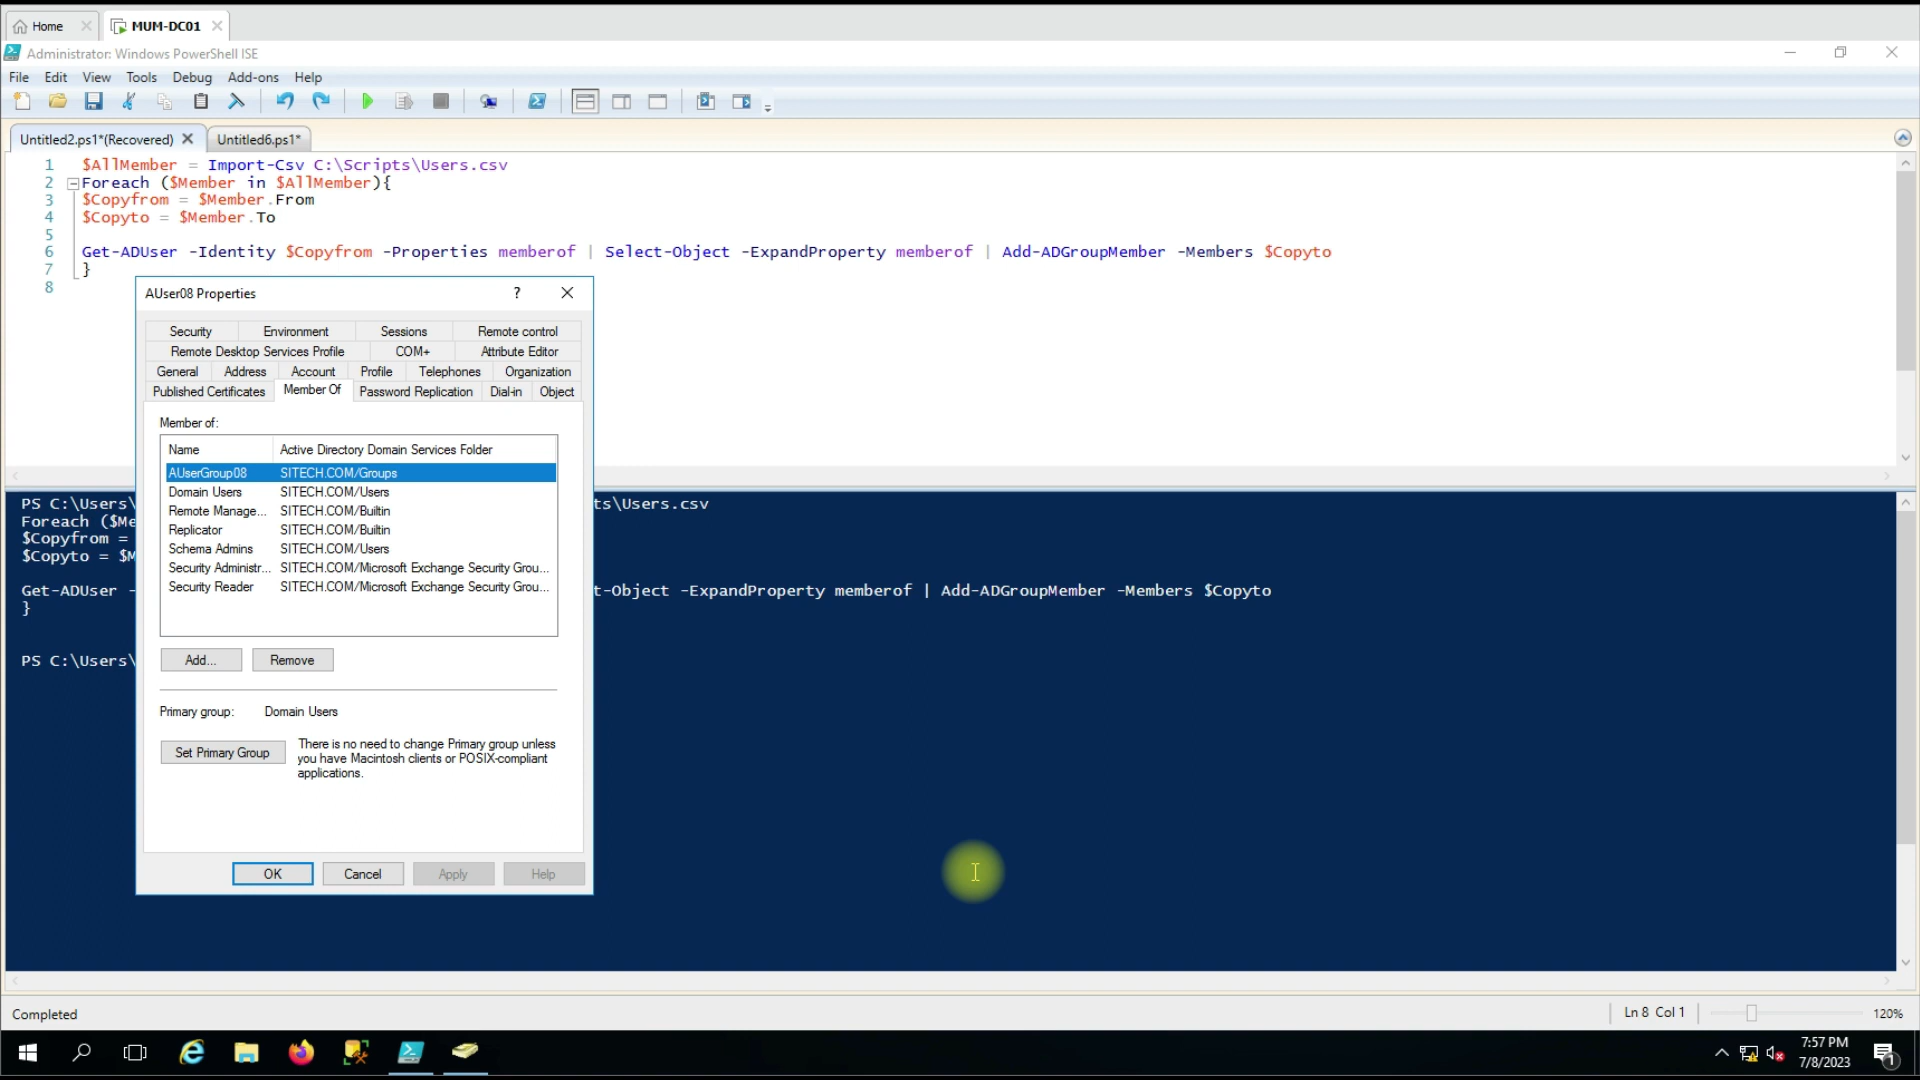 Home
MUM-DC01
Administrator: Windows PowerShell ISE
File Edit View Tools Debug Add-ons Help
Untitled2.ps1*(Recovered)
Untitled6.ps1*
1 $AllMember = Import-Csv C:\Scripts\Users.csv
2 Foreach ($Member in $AllMember){
3 $Copyfrom = $Member.From
4 $Copyto = $Member.To
5
6 Get-ADUser -Identity $Copyfrom -Properties memberof | Select-Object -ExpandProperty memberof | Add-ADGroupMember -Members $Copyto
7 }
8
AUser08 Properties ?
Security Environment Sessions Remote control
Remote Desktop Services Profile COM+ Attribute Editor
General Address Account Profile Telephones Organization
Published Certificates Member Of Password Replication Dial-in Object
Member of:
Name Active Directory Domain Services Folder
AUserGroup08 SITECH.COM/Groups
Domain Users SITECH.COM/Users
Remote Manage... SITECH.COM/Builtin
Replicator SITECH.COM/Builtin
Schema Admins SITECH.COM/Users
Security Administr... SITECH.COM/Microsoft Exchange Security Grou...
Security Reader SITECH.COM/Microsoft Exchange Security Grou...
Add... Remove
Primary group: Domain Users
Set Primary Group
There is no need to change Primary group unless
you have Macintosh clients or POSIX-compliant
applications.
OK Cancel Apply Help
PS C:\Users\ ts\Users.csv
Foreach ($Me
$Copyfrom =
$Copyto = $M
Get-ADUser - t-Object -ExpandProperty memberof | Add-ADGroupMember -Members $Copyto
}
PS C:\Users\
Completed
Ln 8 Col 1
120%
7:57 PM
7/8/2023
1